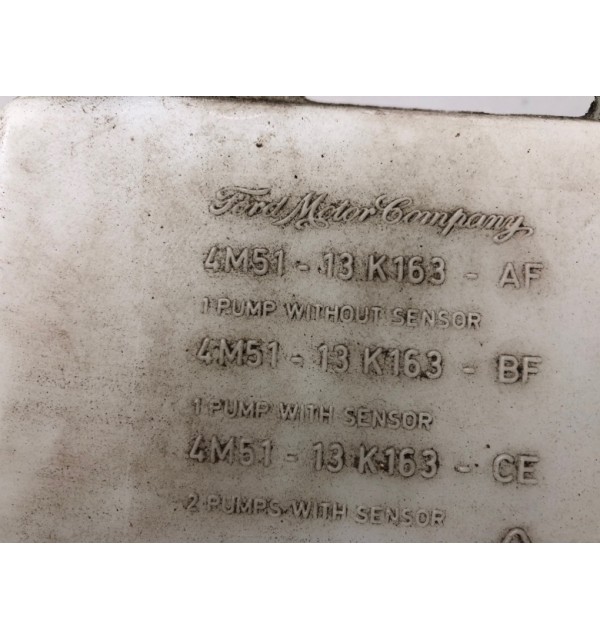 Ford Motor Company
4M51 - 13 K163 - AF
1 PUMP WITHOUT SENSOR
4M51 - 13 K163 - BF
1 PUMP WITH SENSOR
4M51 - 13 K163 - CE
2 PUMPS WITH SENSOR